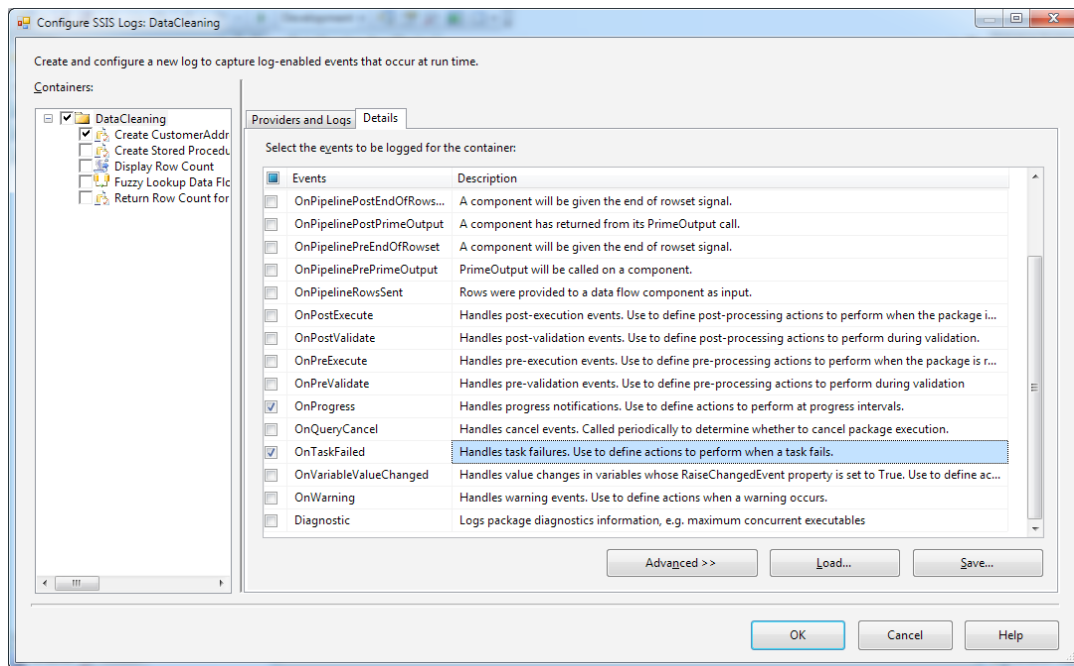 Configure SSIS Logs: DataCleaning
Create and configure a new log to capture log-enabled events that occur at run time.
Containers:
DataCleaning
Create CustomerAddr
Create Stored Procedu
Display Row Count
Fuzzy Lookup Data Flc
Return Row Count for
Providers and Logs Details
Select the events to be logged for the container:
Events Description
OnPipelinePostEndOfRows... A component will be given the end of rowset signal.
OnPipelinePostPrimeOutput A component has returned from its PrimeOutput call.
OnPipelinePreEndOfRowset A component will be given the end of rowset signal.
OnPipelinePrePrimeOutput PrimeOutput will be called on a component.
OnPipelineRowsSent Rows were provided to a data flow component as input.
OnPostExecute Handles post-execution events. Use to define post-processing actions to perform when the package i...
OnPostValidate Handles post-validation events. Use to define post-processing actions to perform during validation.
OnPreExecute Handles pre-execution events. Use to define pre-processing actions to perform when the package is r...
OnPreValidate Handles pre-validation events. Use to define pre-processing actions to perform during validation
OnProgress Handles progress notifications. Use to define actions to perform at progress intervals.
OnQueryCancel Handles cancel events. Called periodically to determine whether to cancel package execution.
OnTaskFailed Handles task failures. Use to define actions to perform when a task fails.
OnVariableValueChanged Handles value changes in variables whose RaiseChangedEvent property is set to True. Use to define ac...
OnWarning Handles warning events. Use to define actions when a warning occurs.
Diagnostic Logs package diagnostics information, e.g. maximum concurrent executables
Advanced >> Load... Save...
OK Cancel Help